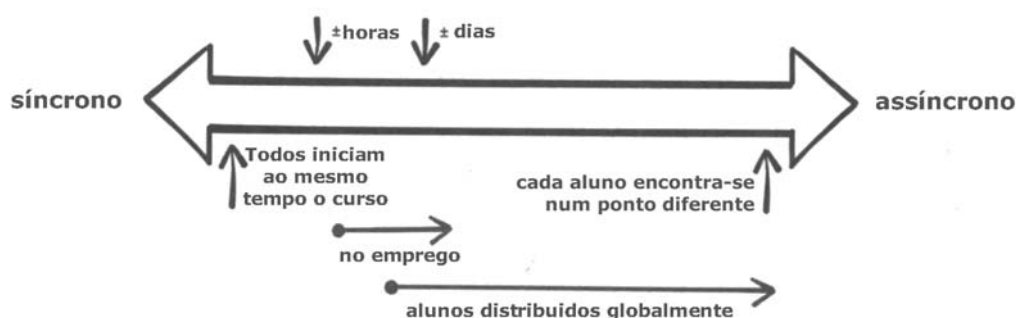 ±horas
± dias
síncrono
assíncrono
Todos iniciam
ao mesmo
tempo o curso
cada aluno encontra-se
num ponto diferente
no emprego
alunos distribuidos globalmente